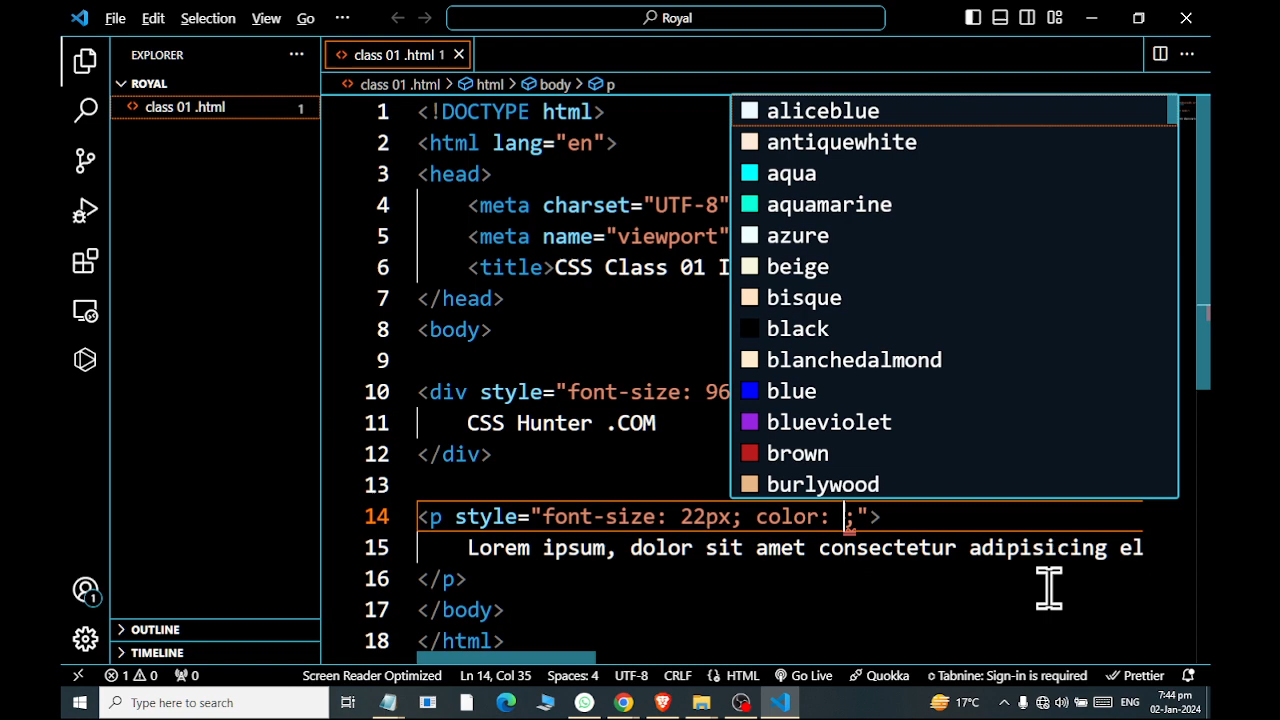 File Edit Selection View Go ··· Royal
EXPLORER ···
ROYAL
class 01 .html 1
class 01 .html 1
class 01 .html > html > body > p
1 <!DOCTYPE html>
2 <html lang="en">
3 <head>
4 <meta charset="UTF-8"
5 <meta name="viewport"
6 <title>CSS Class 01 I
7 </head>
8 <body>
9
10 <div style="font-size: 96
11 CSS Hunter .COM
12 </div>
13
14 <p style="font-size: 22px; color: ;">
15 Lorem ipsum, dolor sit amet consectetur adipisicing el
16 </p>
17 </body>
18 </html>
aliceblue
antiquewhite
aqua
aquamarine
azure
beige
bisque
black
blanchedalmond
blue
blueviolet
brown
burlywood
1
OUTLINE
TIMELINE
1 0 0 Screen Reader Optimized Ln 14, Col 35 Spaces: 4 UTF-8 CRLF HTML Go Live Quokka Tabnine: Sign-in is required Prettier
Type here to search 17°C ENG 7:44 pm
02-Jan-2024